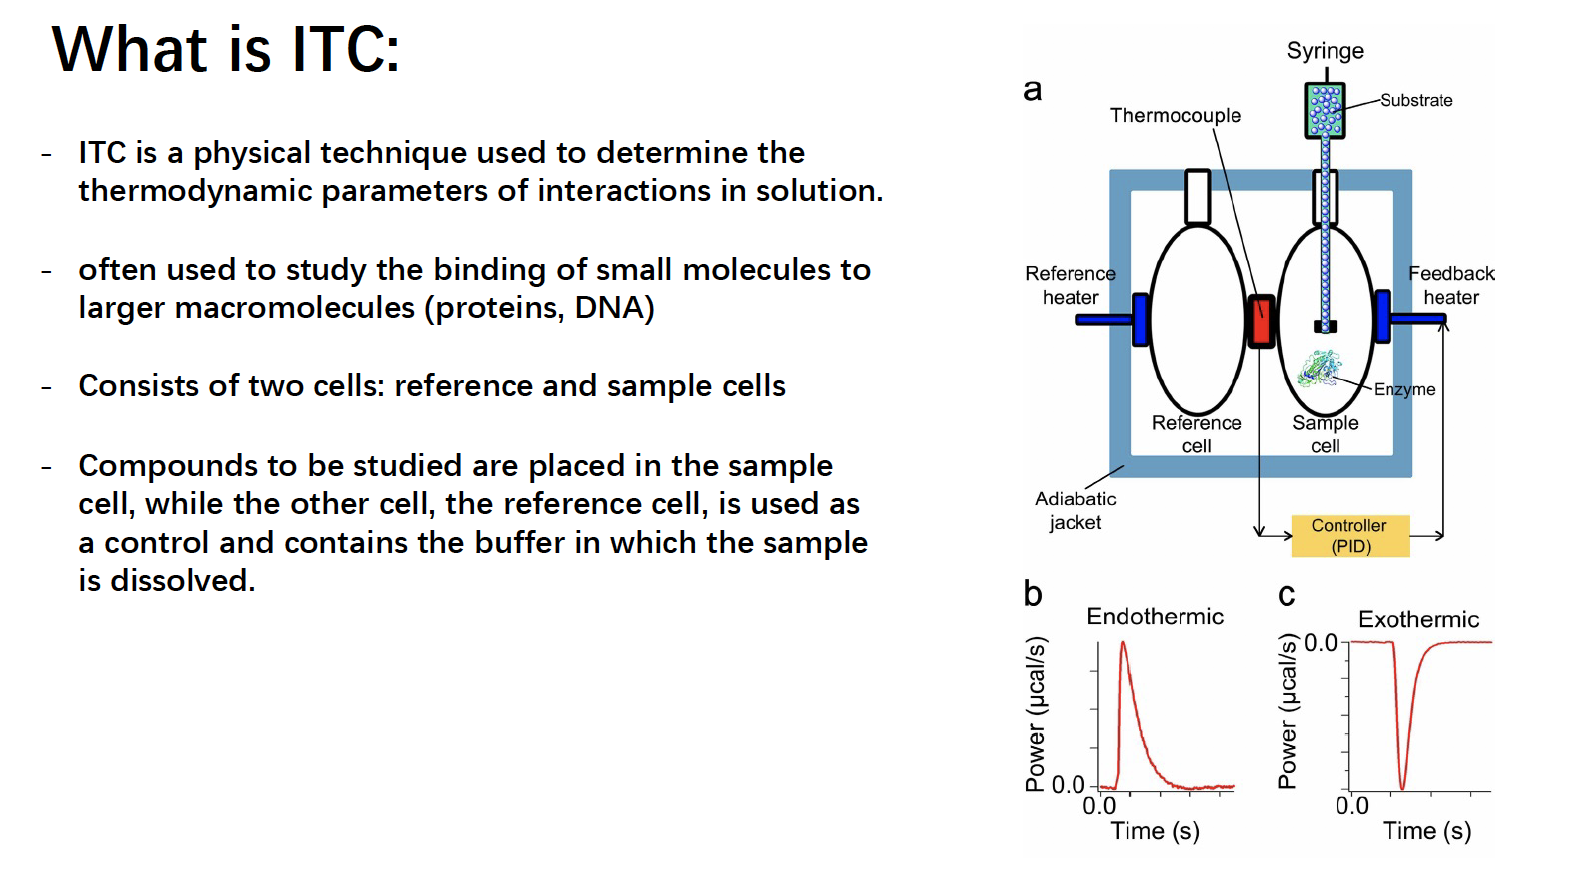 What is ITC:
- ITC is a physical technique used to determine the
thermodynamic parameters of interactions in solution.
- often used to study the binding of small molecules to
larger macromolecules (proteins, DNA)
- Consists of two cells: reference and sample cells
- Compounds to be studied are placed in the sample
cell, while the other cell, the reference cell, is used as
a control and contains the buffer in which the sample
is dissolved.
a
Syringe
Substrate
Thermocouple
Reference
heater
Feedback
heater
Enzyme
Reference
cell
Sample
cell
Adiabatic
jacket
Controller
(PID)
b
Endothermic
Power (µcal/s)
0.0
0.0
Time (s)
c
Exothermic
Power (µcal/s)
0.0
0.0
Time (s)